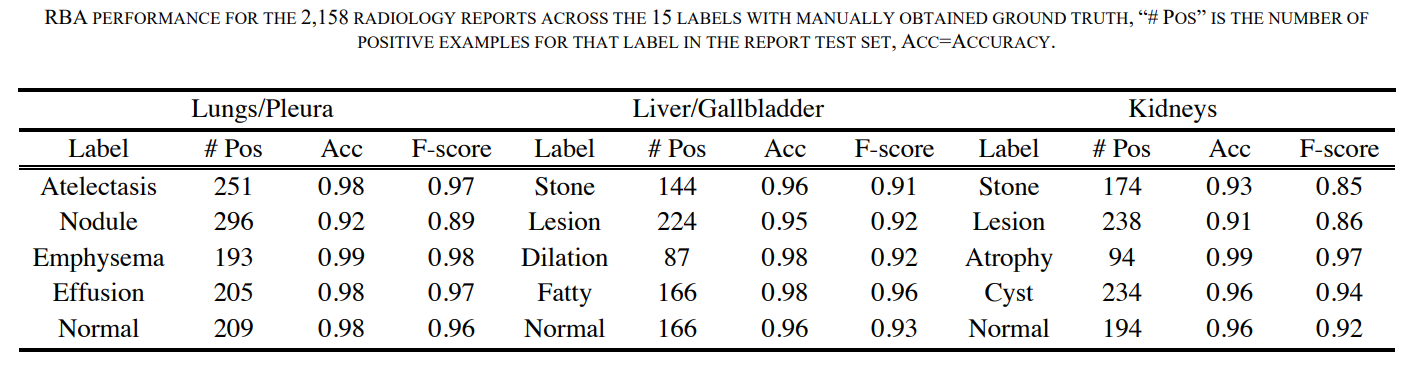 RBA PERFORMANCE FOR THE 2,158 RADIOLOGY REPORTS ACROSS THE 15 LABELS WITH MANUALLY OBTAINED GROUND TRUTH, “# POS” IS THE NUMBER OF
POSITIVE EXAMPLES FOR THAT LABEL IN THE REPORT TEST SET, ACC=ACCURACY.
Lungs/Pleura Liver/Gallbladder Kidneys
Label # Pos Acc F-score Label # Pos Acc F-score Label # Pos Acc F-score
Atelectasis 251 0.98 0.97 Stone 144 0.96 0.91 Stone 174 0.93 0.85
Nodule 296 0.92 0.89 Lesion 224 0.95 0.92 Lesion 238 0.91 0.86
Emphysema 193 0.99 0.98 Dilation 87 0.98 0.92 Atrophy 94 0.99 0.97
Effusion 205 0.98 0.97 Fatty 166 0.98 0.96 Cyst 234 0.96 0.94
Normal 209 0.98 0.96 Normal 166 0.96 0.93 Normal 194 0.96 0.92